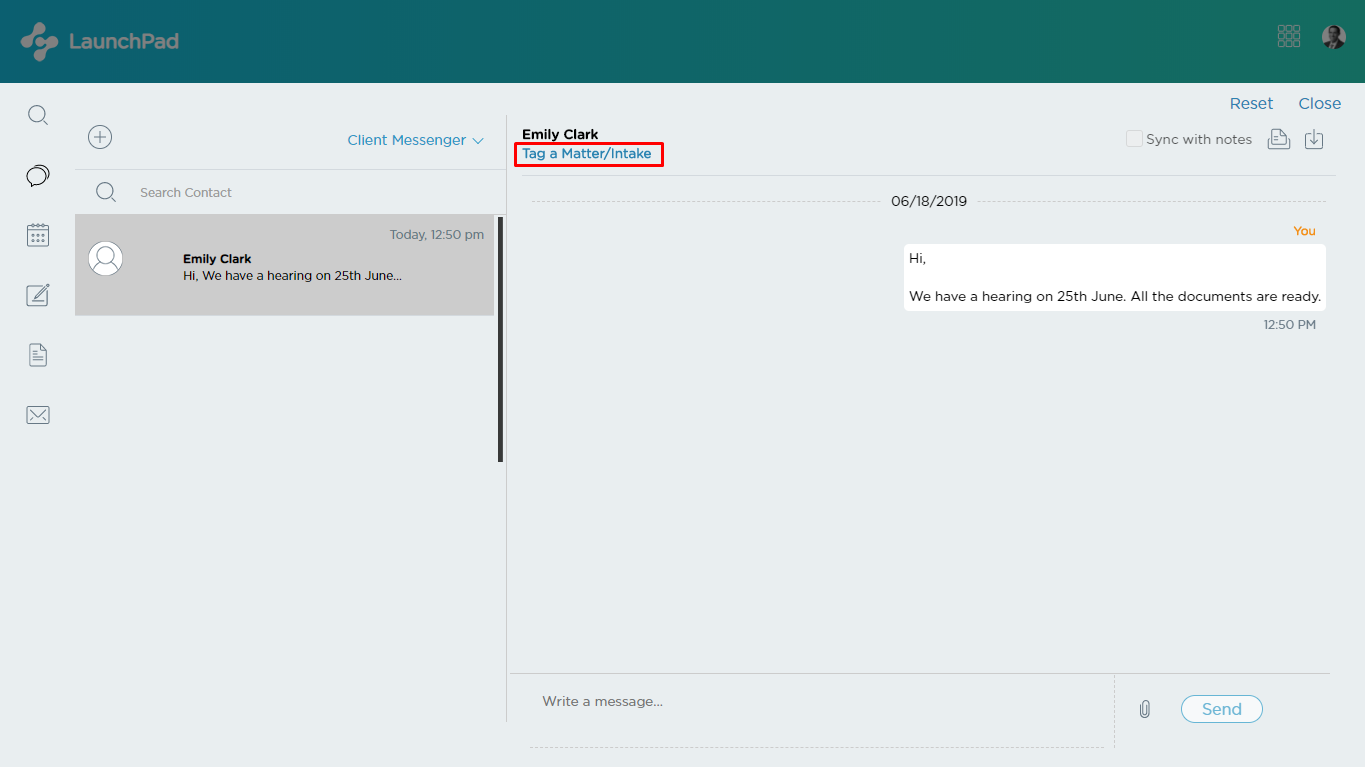 LaunchPad
Reset
Close
Client Messenger
Search Contact
Today, 12:50 pm
Emily Clark
Hi, We have a hearing on 25th June...
Emily Clark
Tag a Matter/Intake
Sync with notes
06/18/2019
You
Hi,
We have a hearing on 25th June. All the documents are ready.
12:50 PM
Write a message...
Send